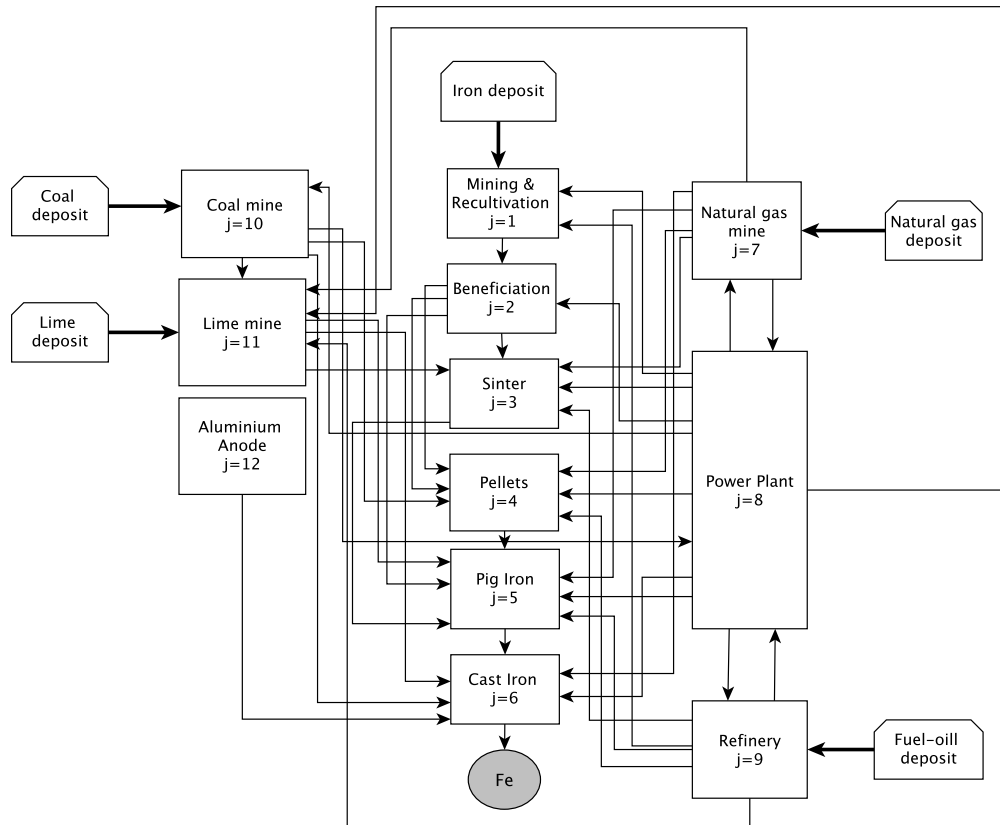 Iron deposit
Coal
deposit
Coal mine
j=10
Mining &
Recultivation
j=1
Natural gas
mine
j=7
Natural gas
deposit
Lime
deposit
Lime mine
j=11
Beneficiation
j=2
Sinter
j=3
Aluminium
Anode
j=12
Pellets
j=4
Power Plant
j=8
Pig Iron
j=5
Cast Iron
j=6
Refinery
j=9
Fuel-oill
deposit
Fe